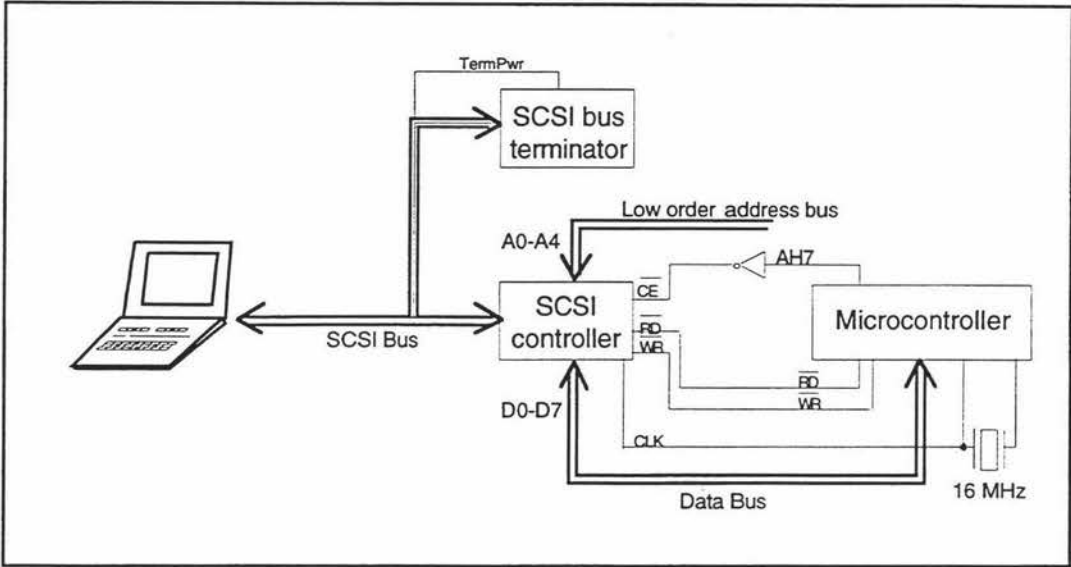 TermPwr
SCSI bus
terminator
Low order address bus
A0-A4
AH7
CE
SCSI
controller
Microcontroller
RD
WR
SCSI Bus
RD
D0-D7
WR
CLK
16 MHz
Data Bus